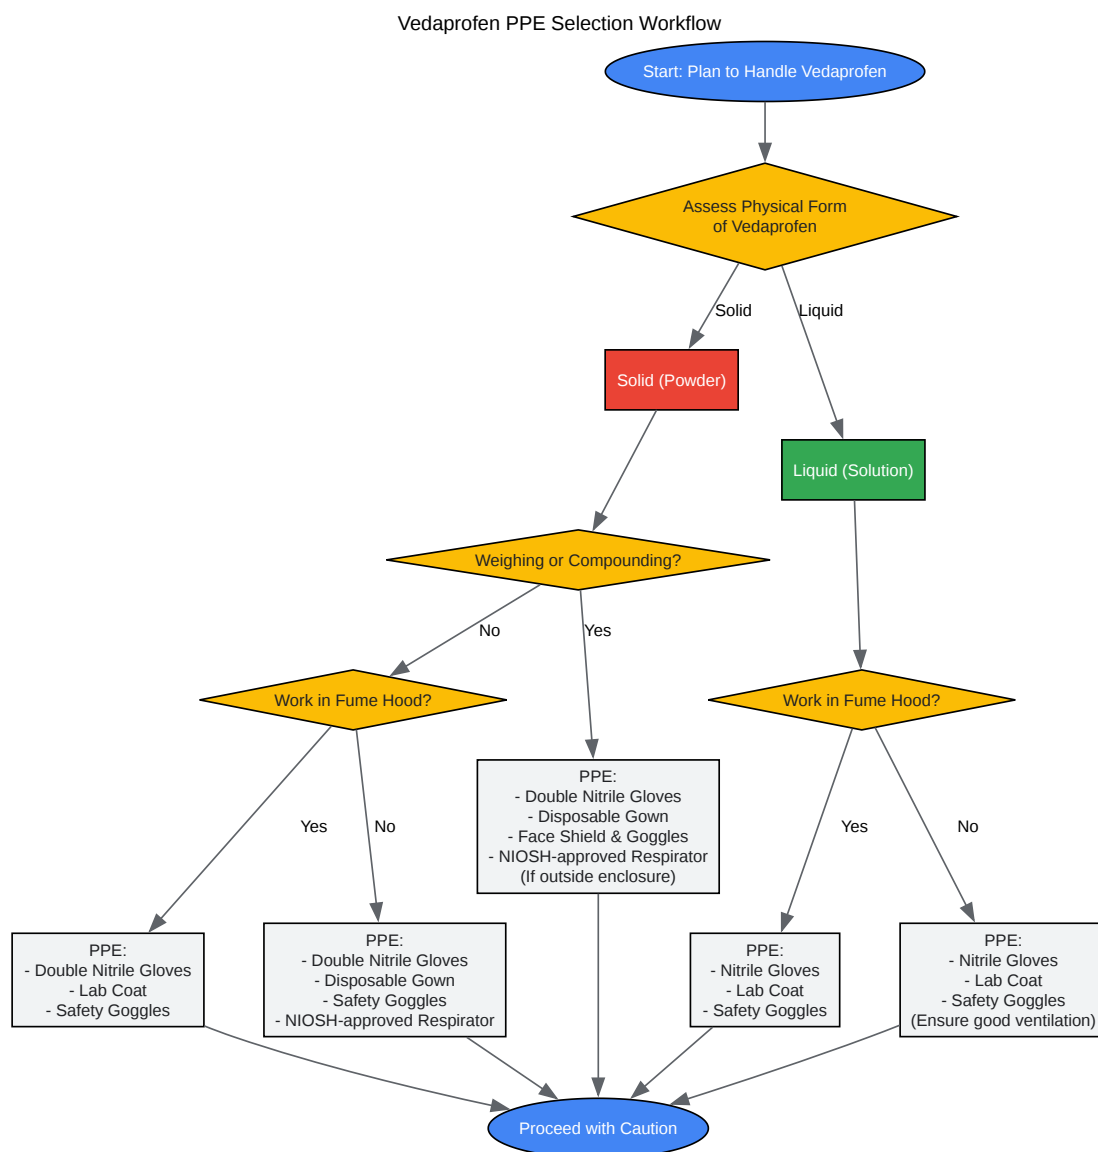 Vedaprofen PPE Selection Workflow
Start: Plan to Handle Vedaprofen
Assess Physical Form
of Vedaprofen
Solid
Liquid
Solid (Powder)
Liquid (Solution)
Weighing or Compounding?
No
Yes
Work in Fume Hood?
Work in Fume Hood?
Yes
No
PPE:
- Double Nitrile Gloves
- Disposable Gown
- Face Shield & Goggles
- NIOSH-approved Respirator
(If outside enclosure)
Yes
No
PPE:
- Double Nitrile Gloves
- Lab Coat
- Safety Goggles
PPE:
- Double Nitrile Gloves
- Disposable Gown
- Safety Goggles
- NIOSH-approved Respirator
PPE:
- Nitrile Gloves
- Lab Coat
- Safety Goggles
PPE:
- Nitrile Gloves
- Lab Coat
- Safety Goggles
(Ensure good ventilation)
Proceed with Caution